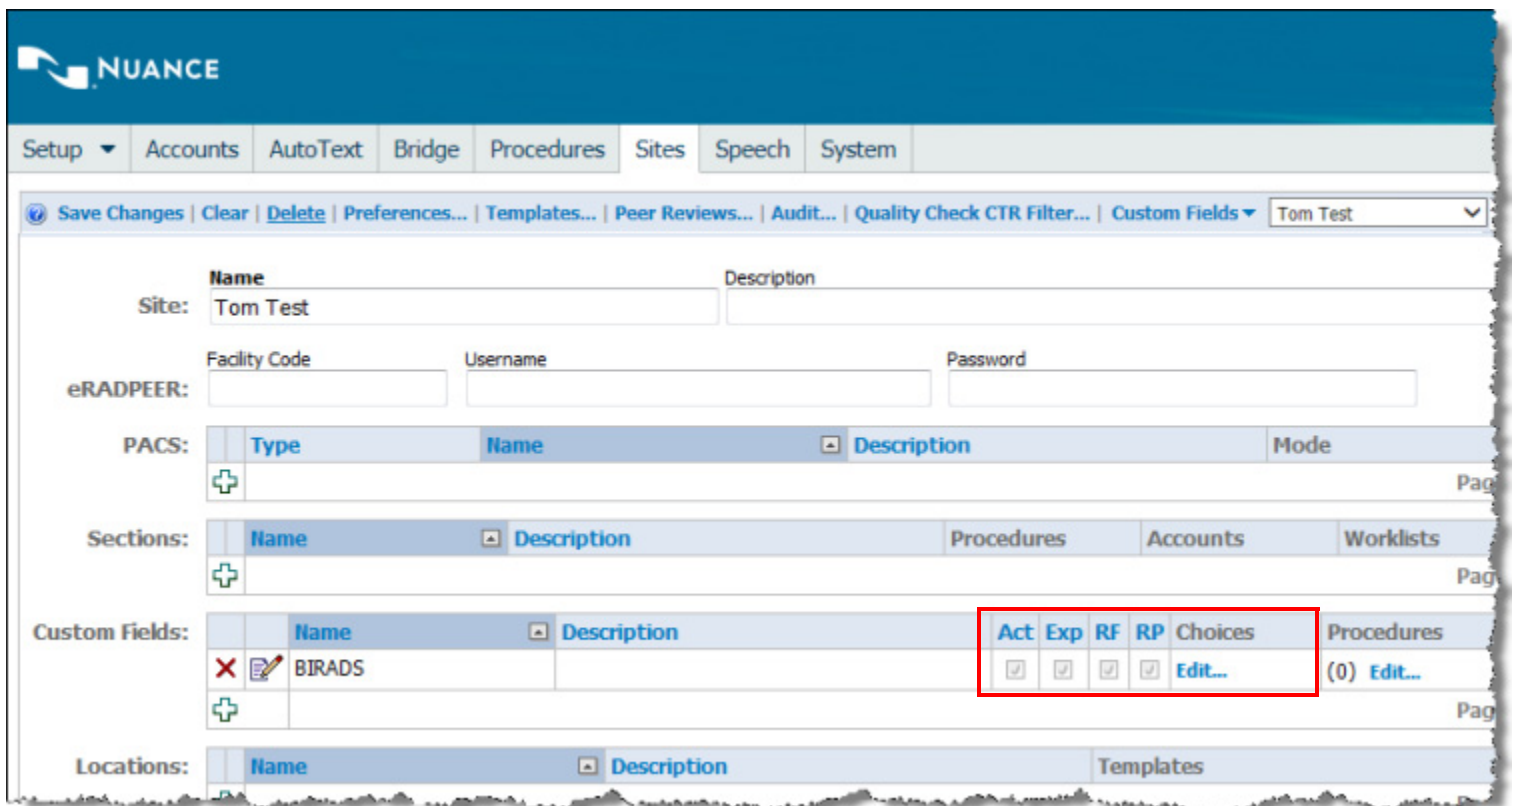 NUANCE
Setup Accounts AutoText Bridge Procedures Sites Speech System
Save Changes | Clear | Delete | Preferences... | Templates... | Peer Reviews... | Audit... | Quality Check CTR Filter... | Custom Fields Tom Test
Name Description
Site: Tom Test
Facility Code Username Password
eRADPEER:
PACS: Type Name Description Mode
Pag
Sections: Name Description Procedures Accounts Worklists
Pag
Custom Fields: Name Description Act Exp RF RP Choices Procedures
BIRADS Edit... (0) Edit...
Pag
Locations: Name Description Templates